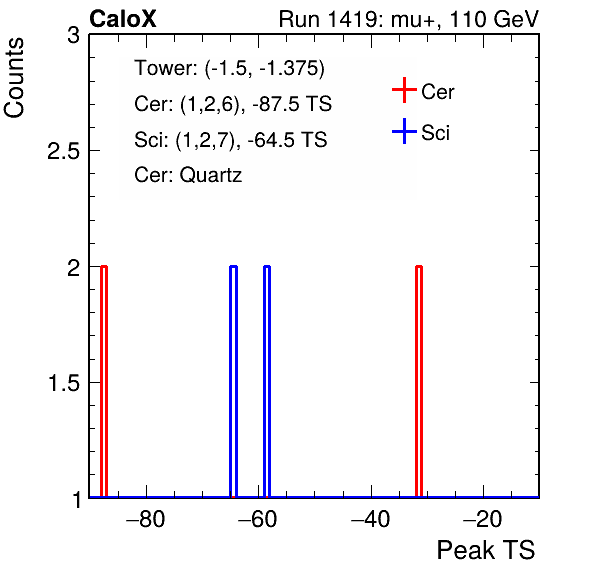 CaloX Run 1419: mu+, 110 GeV
Counts
3
2.5
2
1.5
1
Tower: (-1.5, -1.375)
Cer: (1,2,6), -87.5 TS
Sci: (1,2,7), -64.5 TS
Cer: Quartz
Cer
Sci
−80 −60 −40 −20
Peak TS